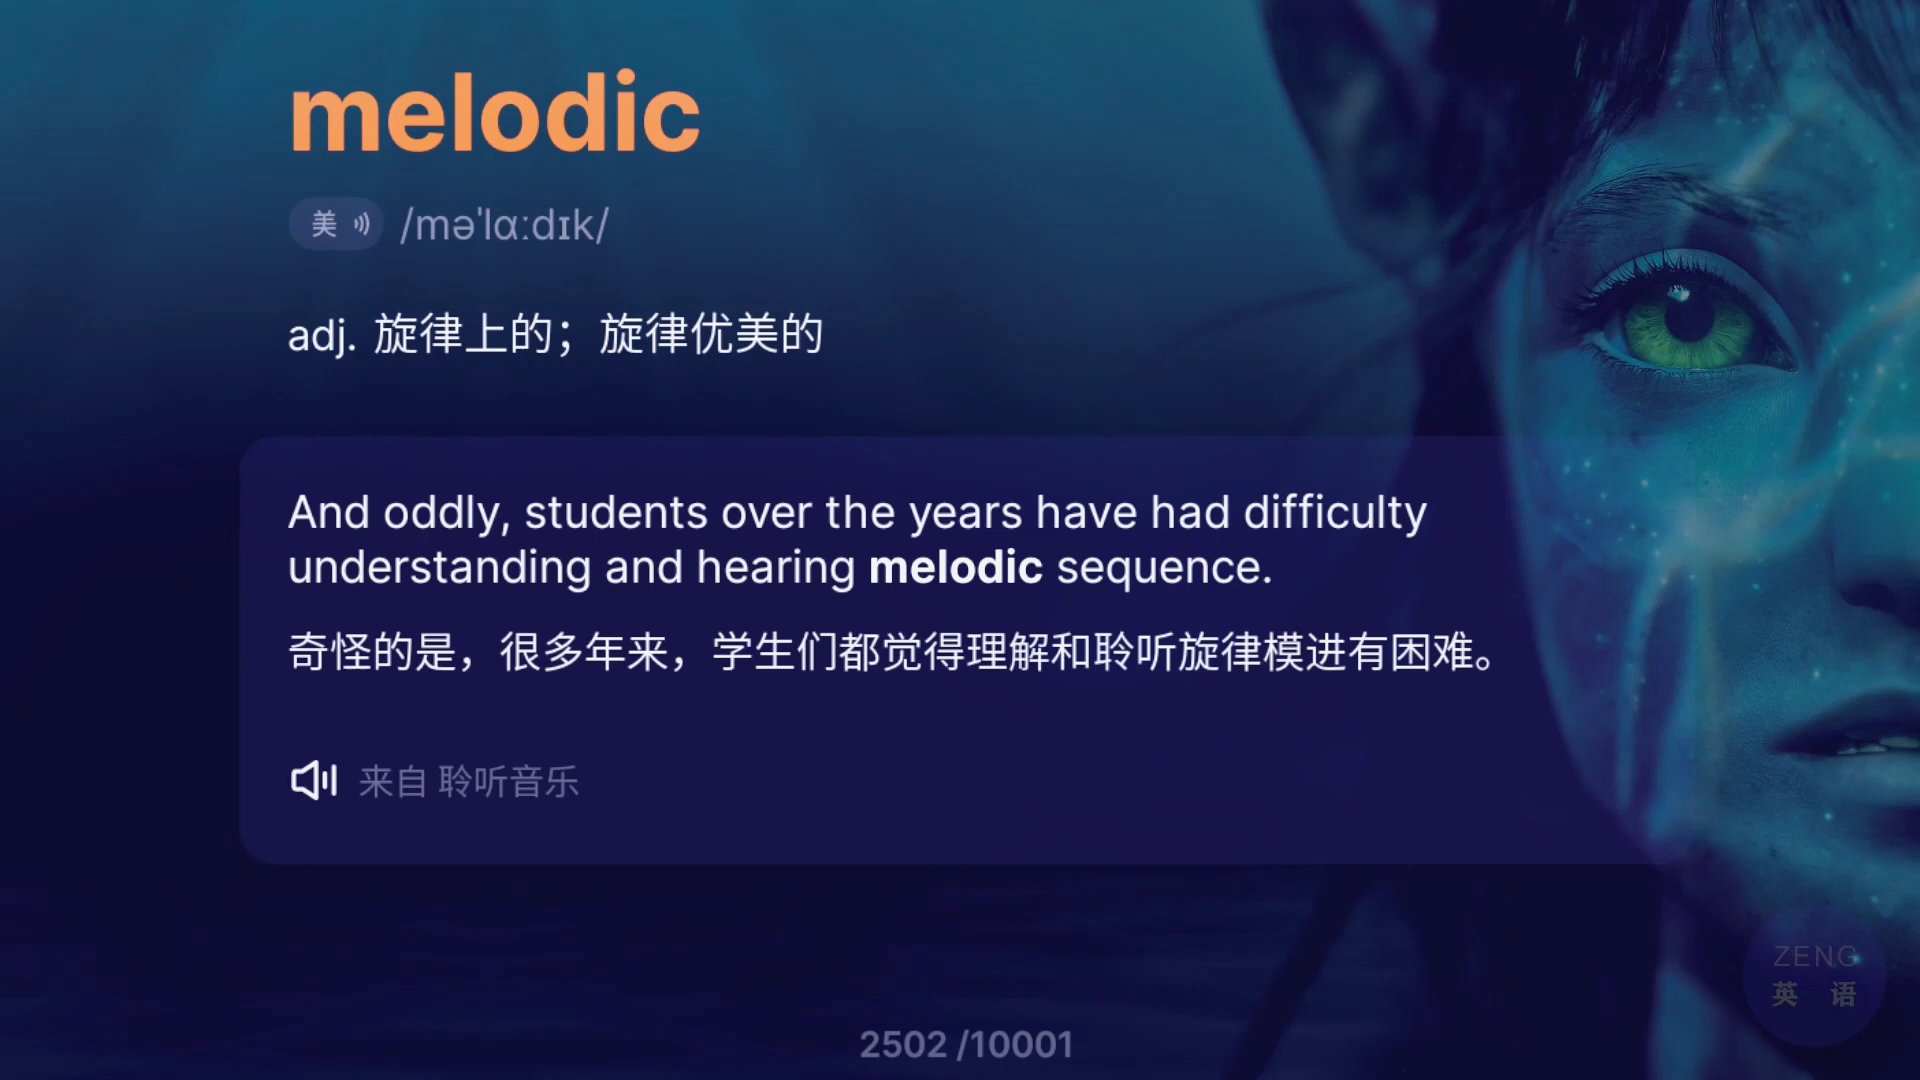 melodic
美 /məˈlɑːdɪk/
adj. 旋律上的；旋律优美的
And oddly, students over the years have had difficulty
understanding and hearing melodic sequence.
奇怪的是，很多年来，学生们都觉得理解和聆听旋律模进有困难。
来自 聆听音乐
ZENG
英 语
2502 /10001